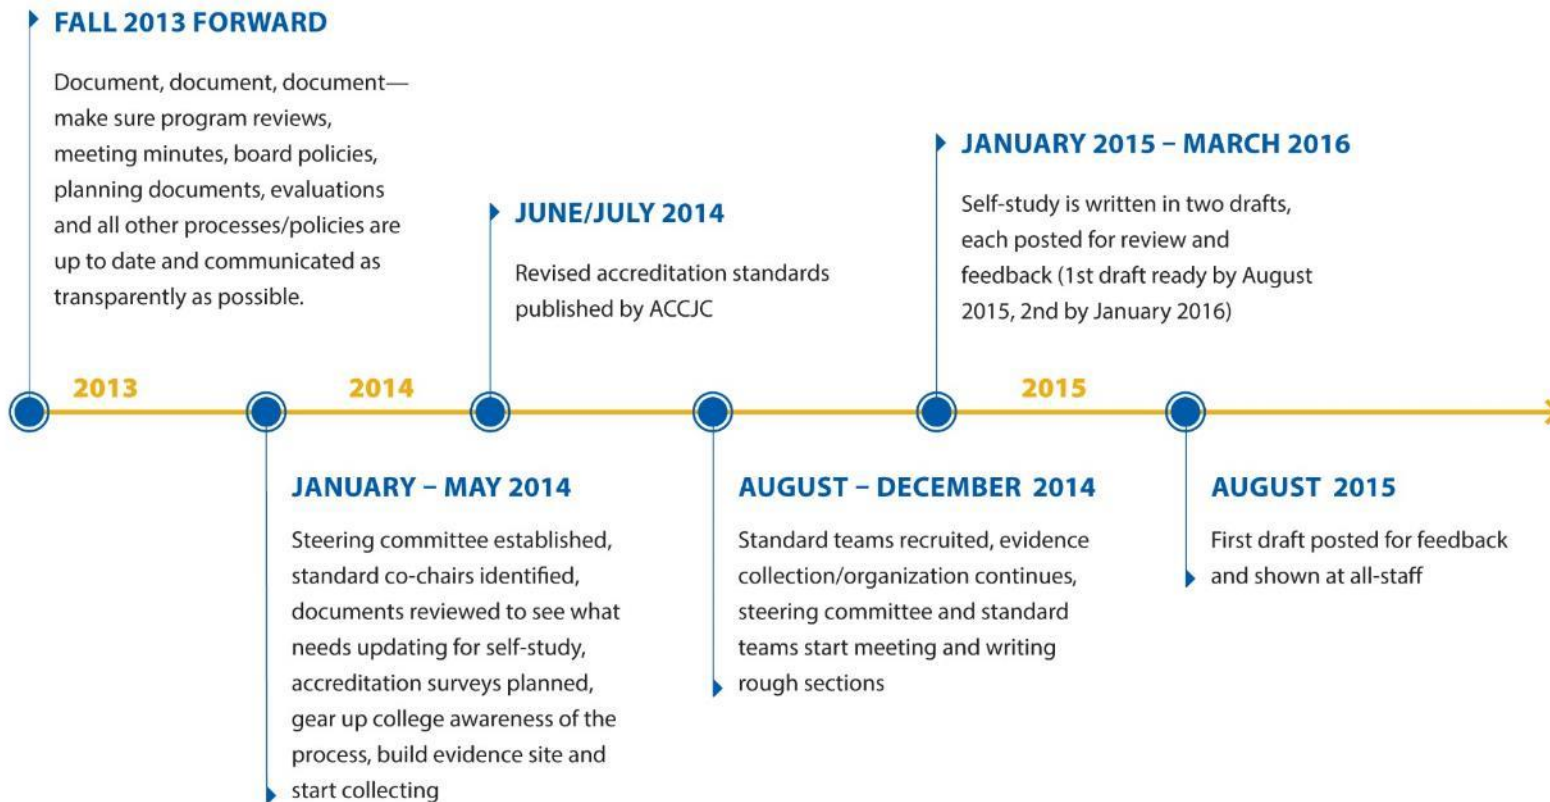 FALL 2013 FORWARD
Document, document, document—
make sure program reviews,
meeting minutes, board policies,
planning documents, evaluations
and all other processes/policies are
up to date and communicated as
transparently as possible.
JUNE/JULY 2014
Revised accreditation standards
published by ACCJC
JANUARY 2015 – MARCH 2016
Self-study is written in two drafts,
each posted for review and
feedback (1st draft ready by August
2015, 2nd by January 2016)
2013
2014
2015
JANUARY – MAY 2014
Steering committee established,
standard co-chairs identified,
documents reviewed to see what
needs updating for self-study,
accreditation surveys planned,
gear up college awareness of the
process, build evidence site and
start collecting
AUGUST – DECEMBER 2014
Standard teams recruited, evidence
collection/organization continues,
steering committee and standard
teams start meeting and writing
rough sections
AUGUST 2015
First draft posted for feedback
and shown at all-staff